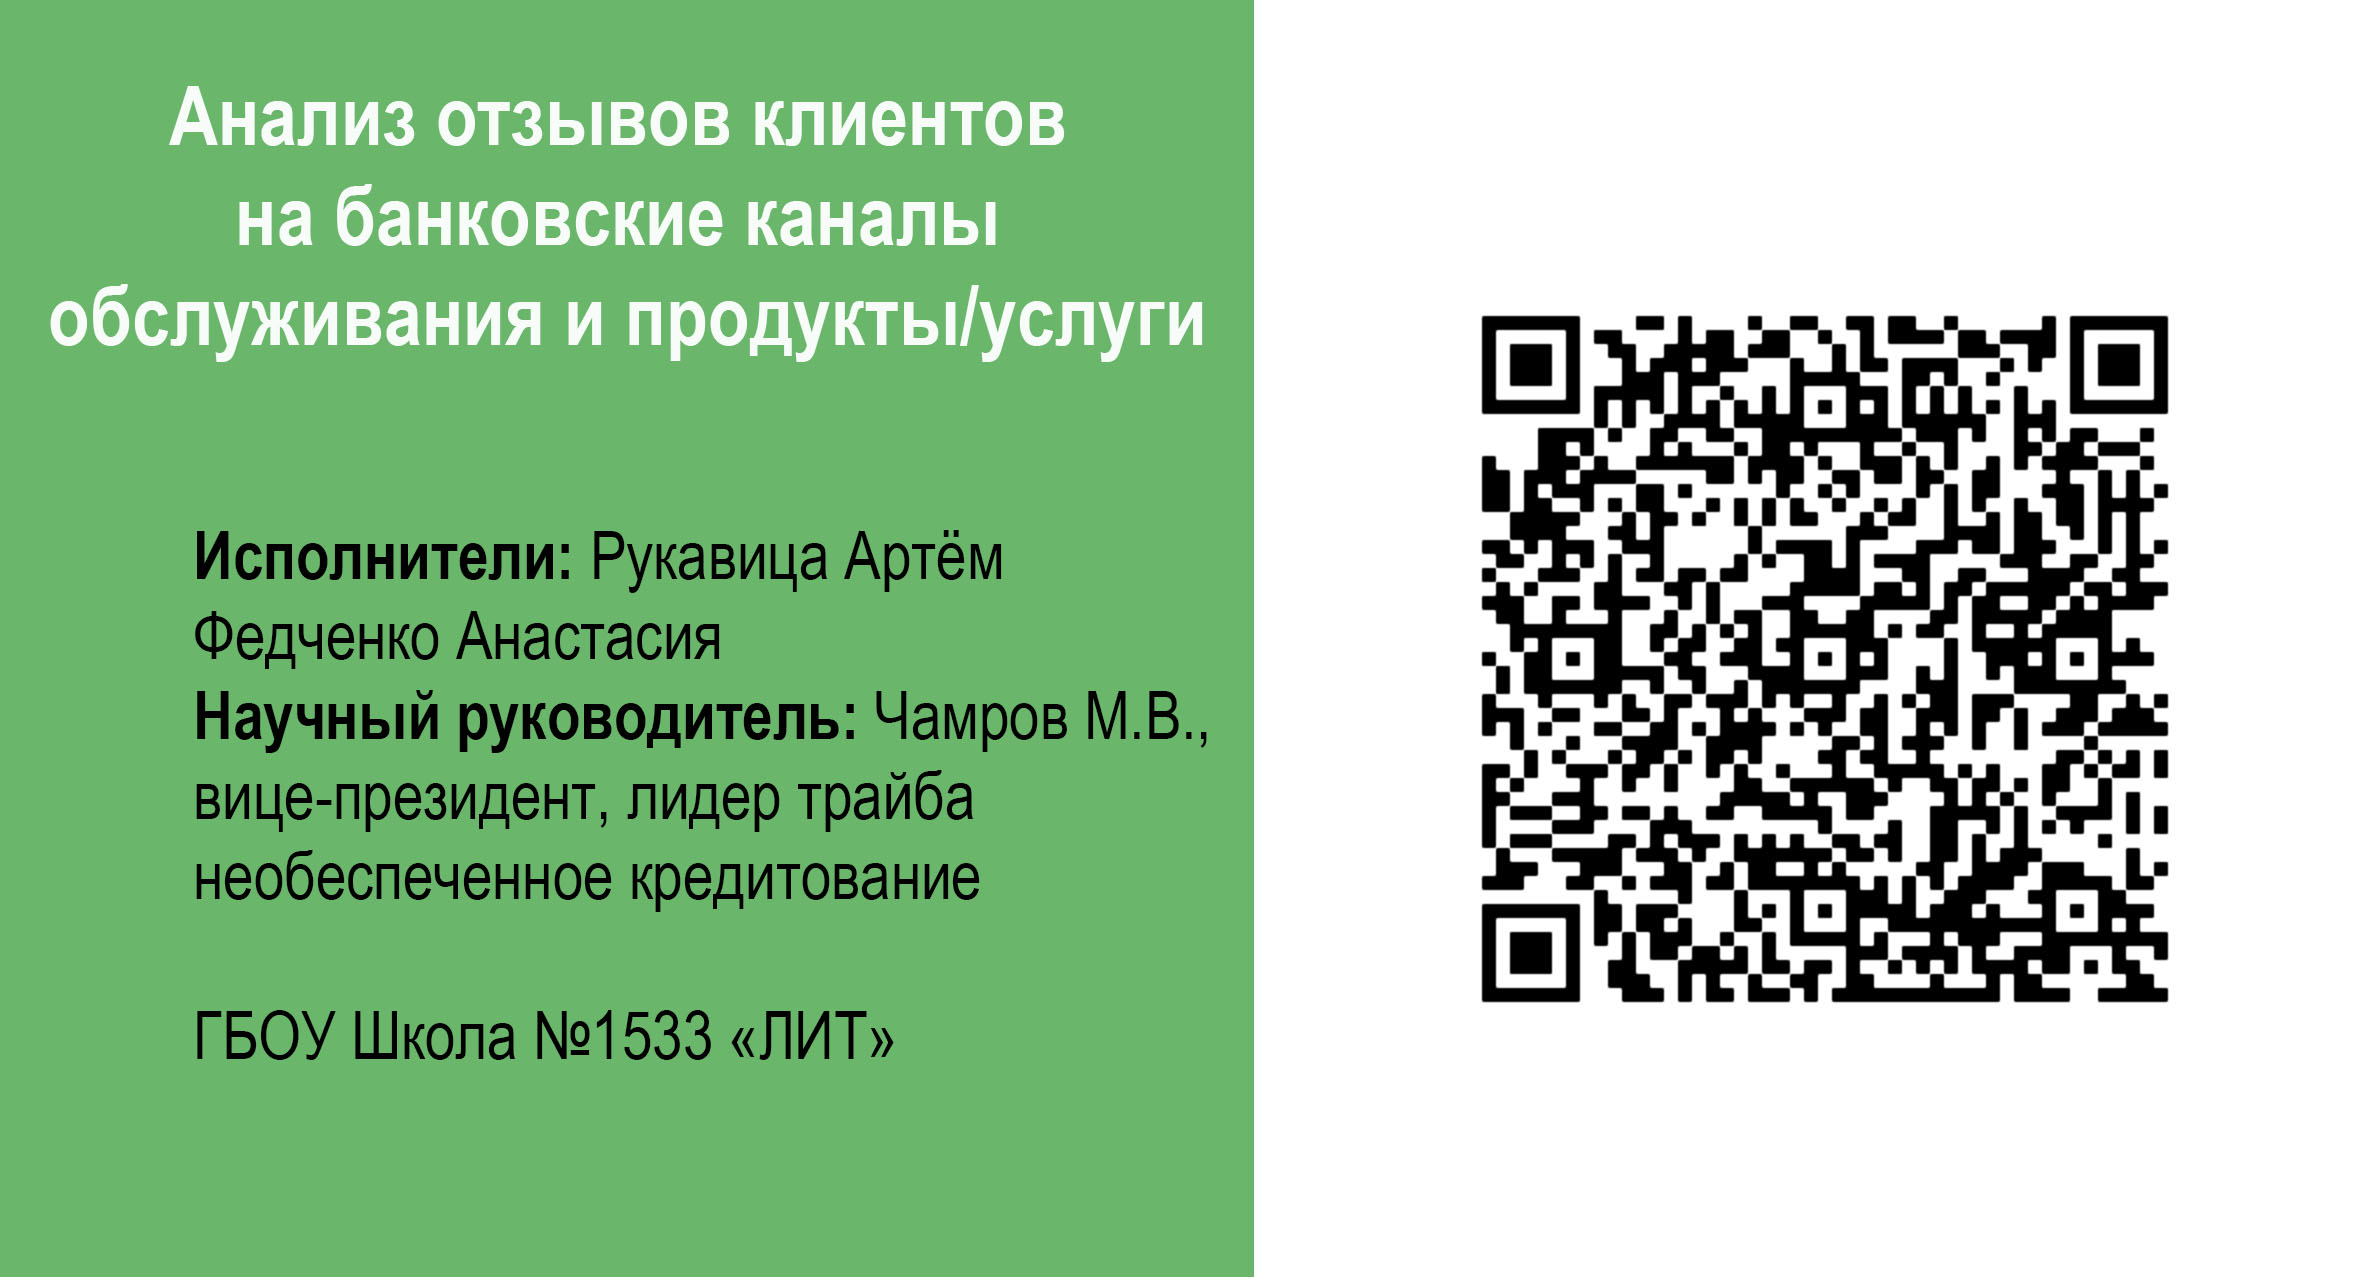 Анализ отзывов клиентов
на банковские каналы
обслуживания и продукты/услуги
Исполнители: Рукавица Артём
Федченко Анастасия
Научный руководитель: Чамров М.В.,
вице-президент, лидер трайба
необеспеченное кредитование
ГБОУ Школа №1533 «ЛИТ»